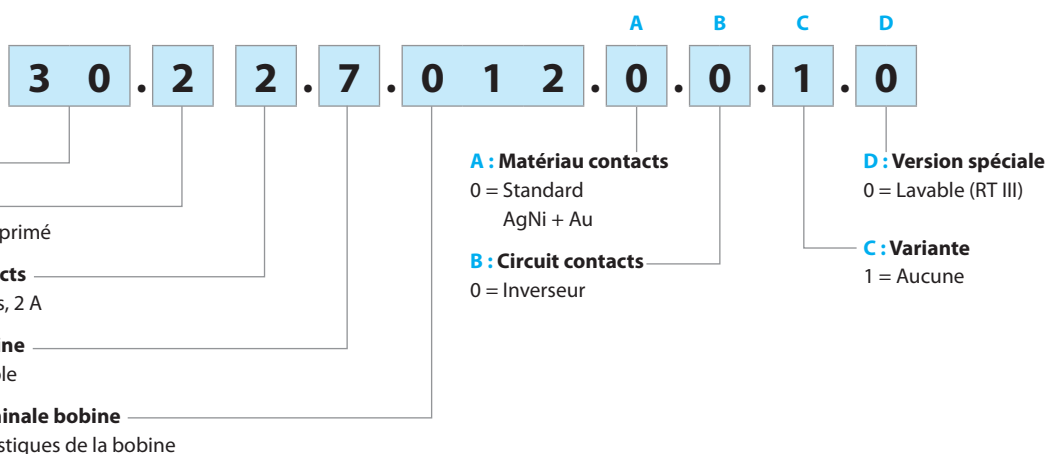 A B C D
3 0 . 2 2 . 7 . 0 1 2 . 0 . 0 . 1 . 0
A : Matériau contacts
0 = Standard
AgNi + Au
B : Circuit contacts
0 = Inverseur
D : Version spéciale
0 = Lavable (RT III)
C : Variante
1 = Aucune
primé
cts
s, 2 A
ine
le
inale bobine
stiques de la bobine